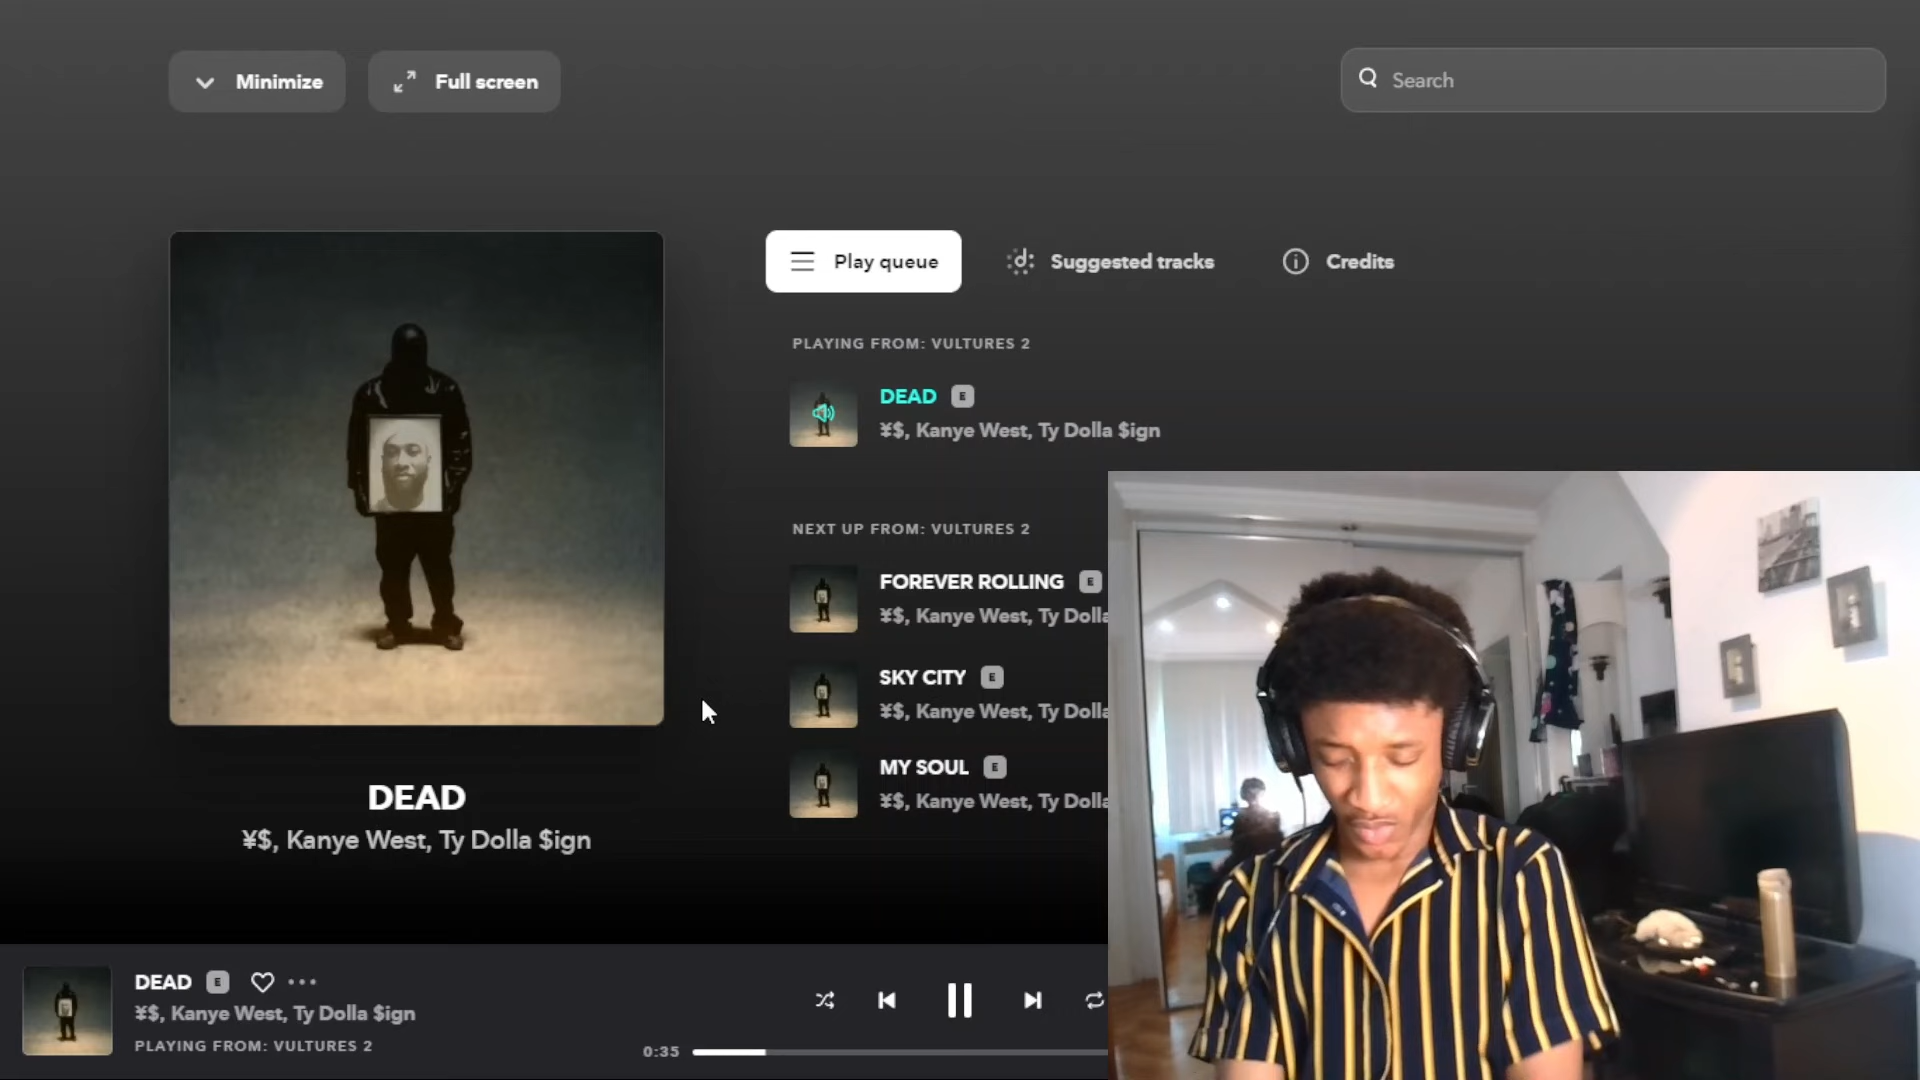 Minimize
Full screen
Search
Play queue
Suggested tracks
Credits
PLAYING FROM: VULTURES 2
DEAD E
¥$, Kanye West, Ty Dolla $ign
NEXT UP FROM: VULTURES 2
FOREVER ROLLING E
¥$, Kanye West, Ty Dolla
SKY CITY E
¥$, Kanye West, Ty Dolla
MY SOUL E
¥$, Kanye West, Ty Dolla
DEAD
¥$, Kanye West, Ty Dolla $ign
DEAD E
¥$, Kanye West, Ty Dolla $ign
PLAYING FROM: VULTURES 2
0:35